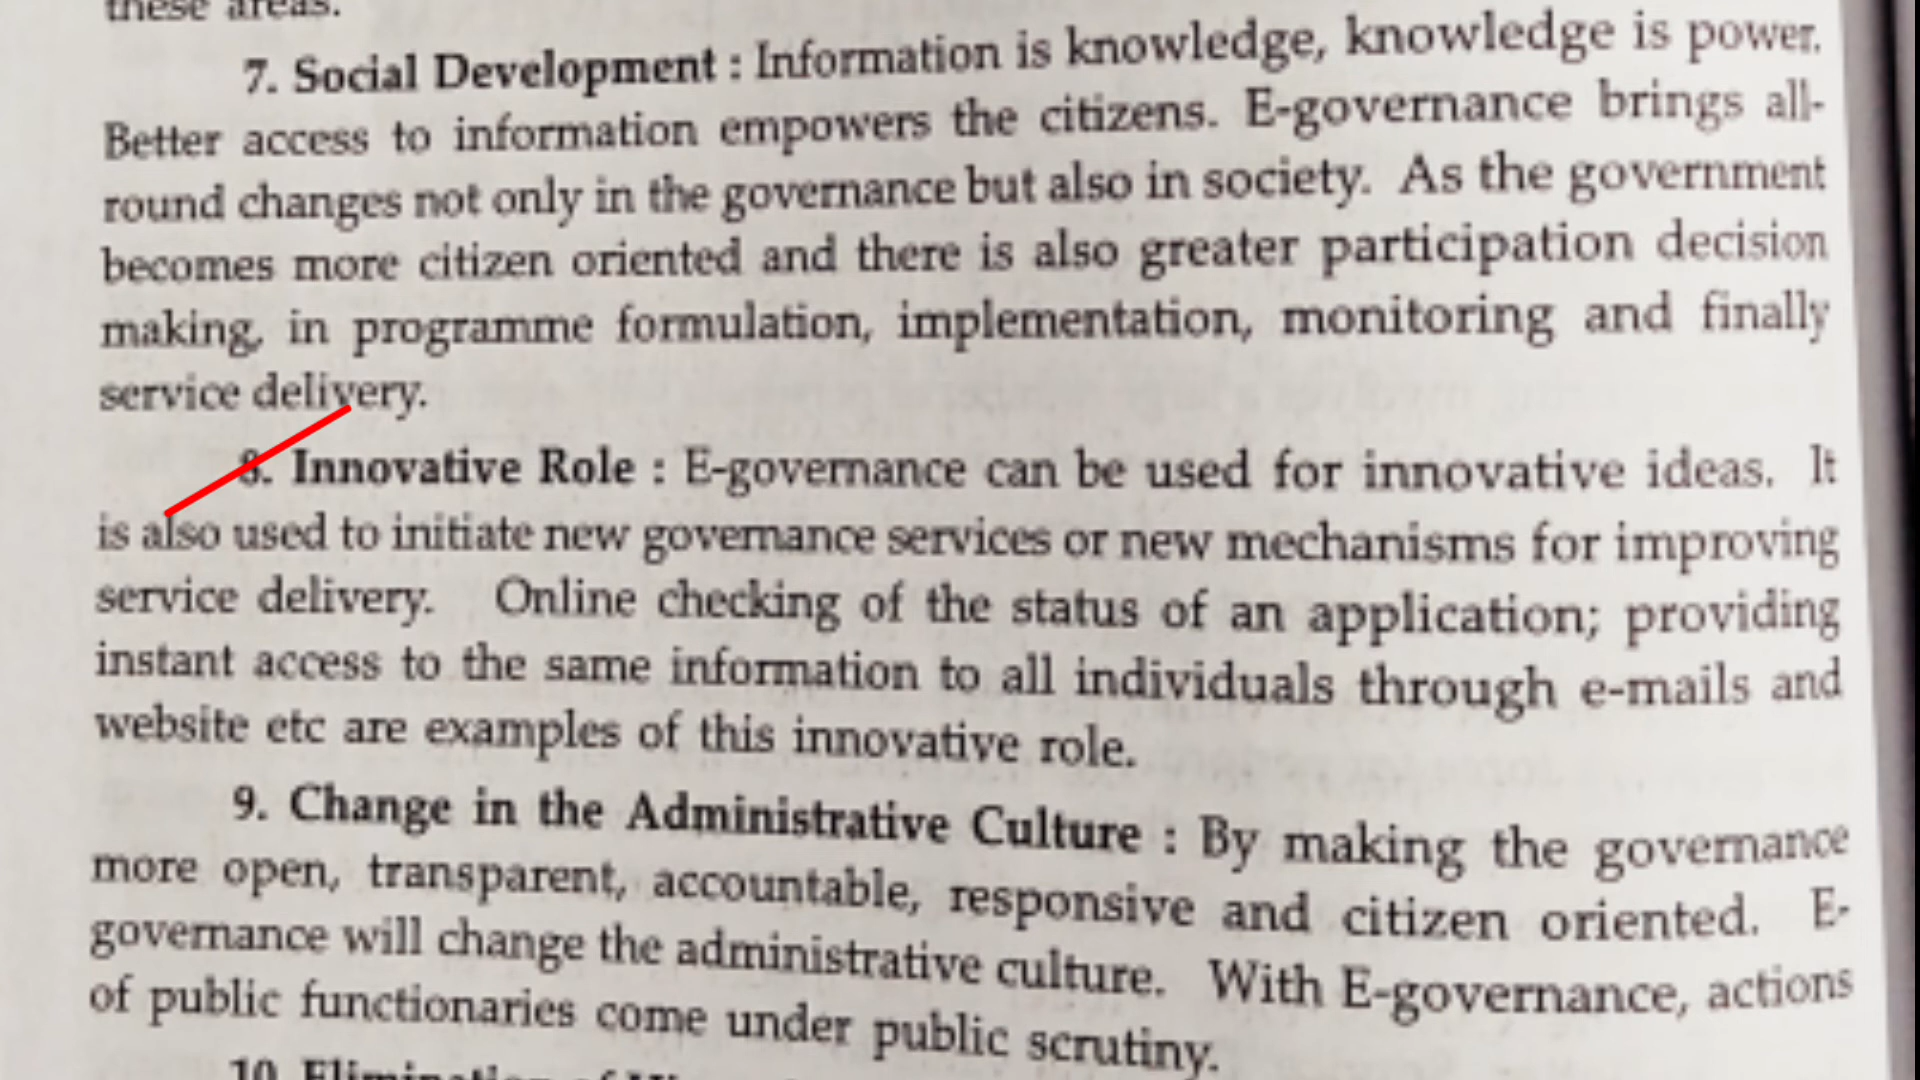 these areas.
7. Social Development : Information is knowledge, knowledge is power.
Better access to information empowers the citizens. E-governance brings all-
round changes not only in the governance but also in society. As the government
becomes more citizen oriented and there is also greater participation decision
making, in programme formulation, implementation, monitoring and finally
service delivery.
8. Innovative Role : E-governance can be used for innovative ideas. It
is also used to initiate new governance services or new mechanisms for improving
service delivery. Online checking of the status of an application; providing
instant access to the same information to all individuals through e-mails and
website etc are examples of this innovative role.
9. Change in the Administrative Culture : By making the governance
more open, transparent, accountable, responsive and citizen oriented. E-
governance will change the administrative culture. With E-governance, actions
of public functionaries come under public scrutiny.
10. Elimination of